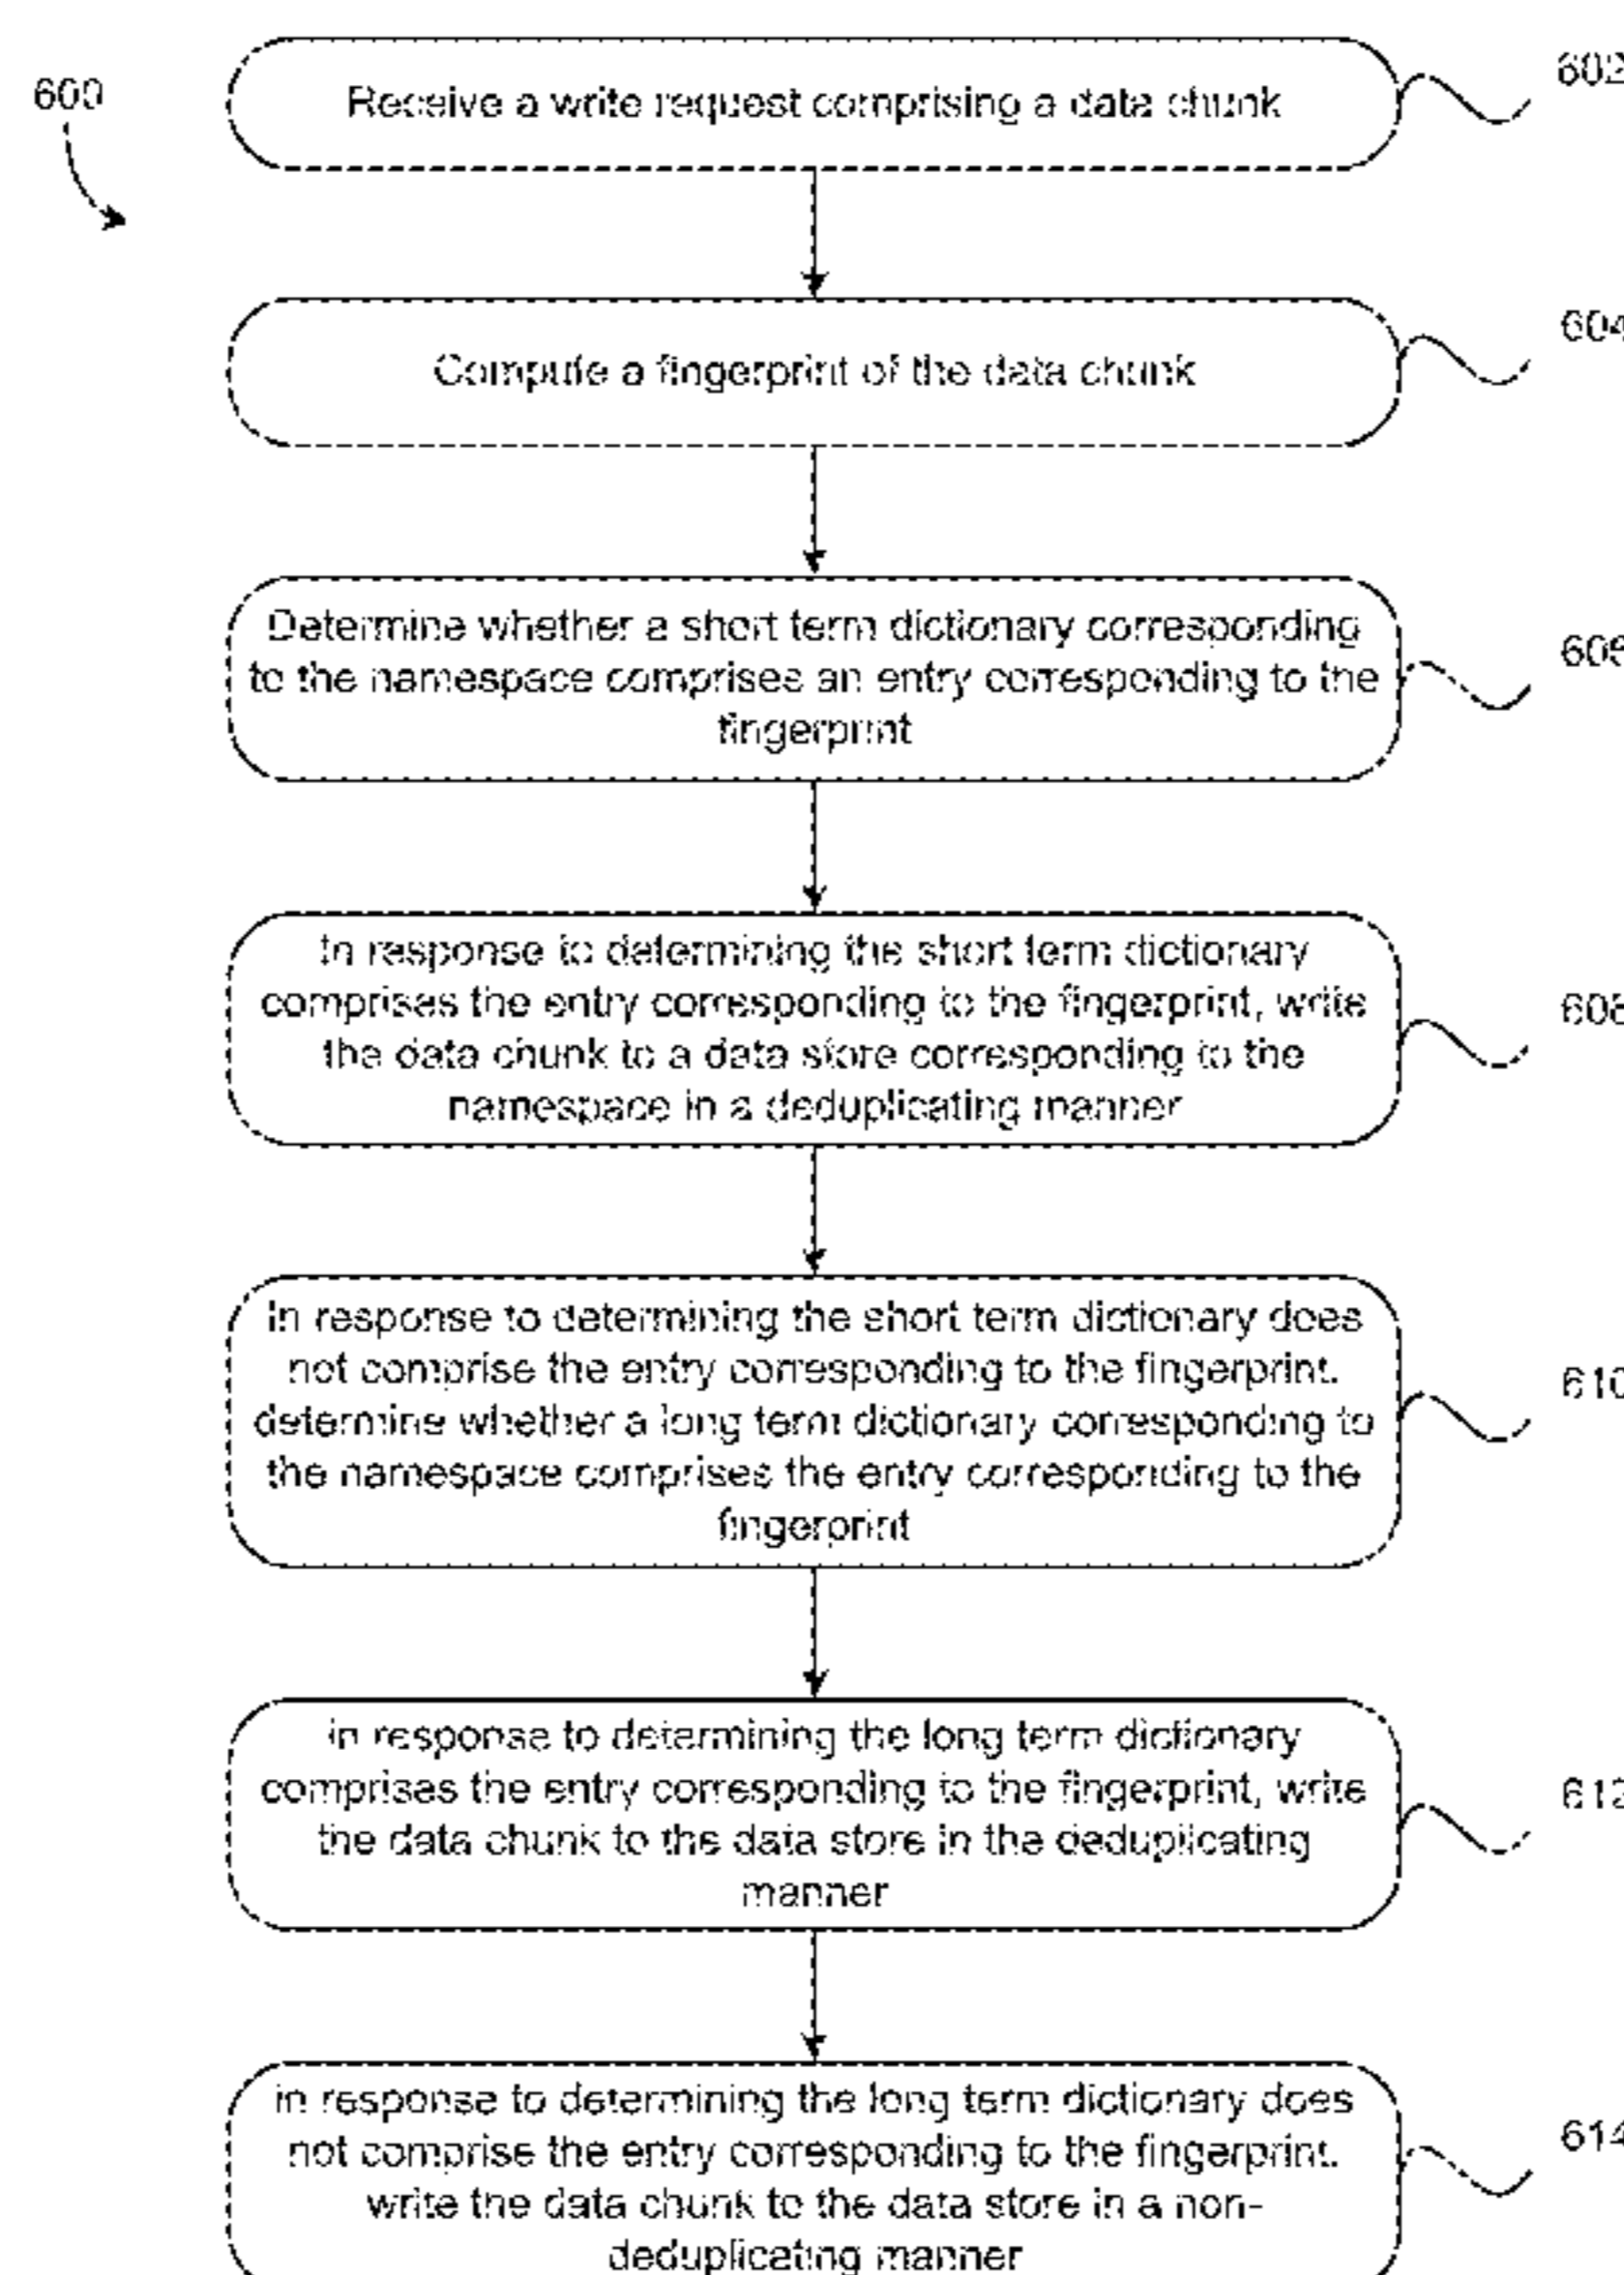 600
Receive a write request comprising a data chunk
602
Compute a fingerprint of the data chunk
604
Determine whether a short term dictionary corresponding
to the namespace comprises an entry corresponding to the
fingerprint
606
In response to determining the short term dictionary
comprises the entry corresponding to the fingerprint, write
the data chunk to a data store corresponding to the
namespace in a deduplicating manner
608
In response to determining the short term dictionary does
not comprise the entry corresponding to the fingerprint,
determine whether a long term dictionary corresponding to
the namespace comprises the entry corresponding to the
fingerprint
610
In response to determining the long term dictionary
comprises the entry corresponding to the fingerprint, write
the data chunk to the data store in the deduplicating
manner
612
In response to determining the long term dictionary does
not comprise the entry corresponding to the fingerprint,
write the data chunk to the data store in a non-
deduplicating manner
614